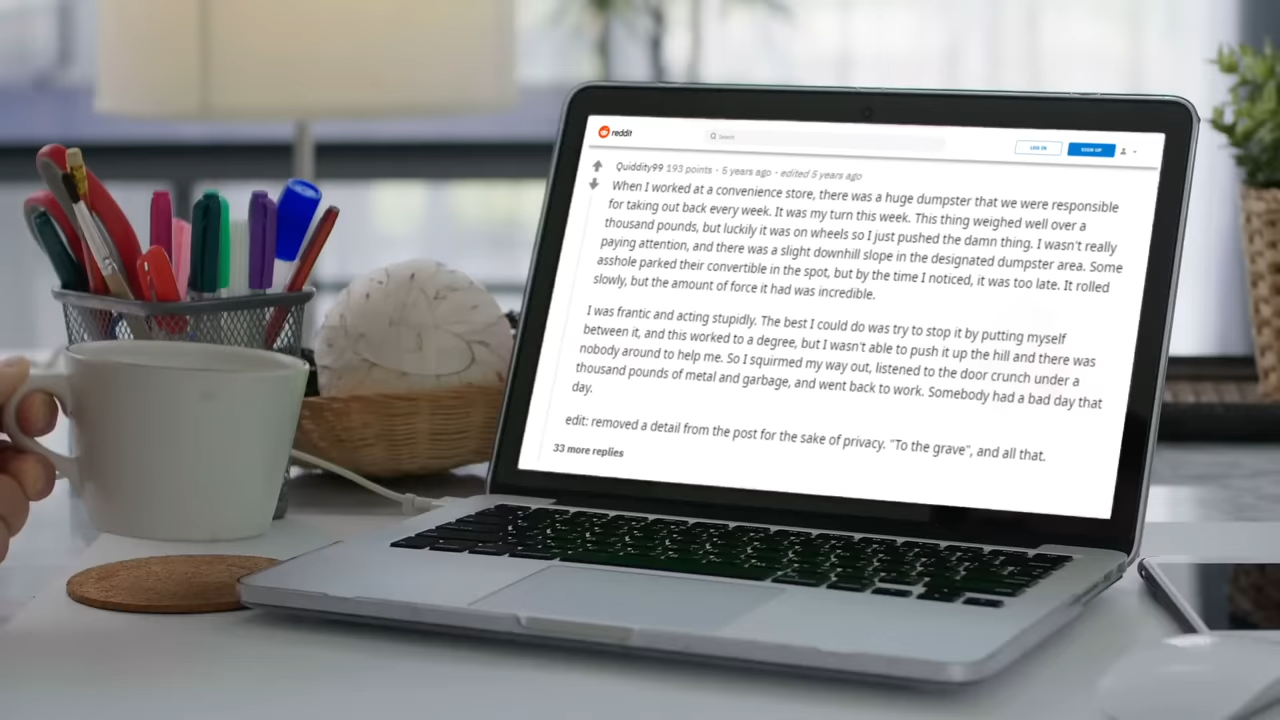 reddit
Search
LOG IN
SIGN UP
Quiddity99 193 points · 5 years ago · edited 5 years ago
When I worked at a convenience store, there was a huge dumpster that we were responsible
for taking out back every week. It was my turn this week. This thing weighed well over a
thousand pounds, but luckily it was on wheels so I just pushed the damn thing. I wasn't really
paying attention, and there was a slight downhill slope in the designated dumpster area. Some
asshole parked their convertible in the spot, but by the time I noticed, it was too late. It rolled
slowly, but the amount of force it had was incredible.
I was frantic and acting stupidly. The best I could do was try to stop it by putting myself
between it, and this worked to a degree, but I wasn't able to push it up the hill and there was
nobody around to help me. So I squirmed my way out, listened to the door crunch under a
thousand pounds of metal and garbage, and went back to work. Somebody had a bad day that
day.
edit: removed a detail from the post for the sake of privacy. "To the grave", and all that.
33 more replies